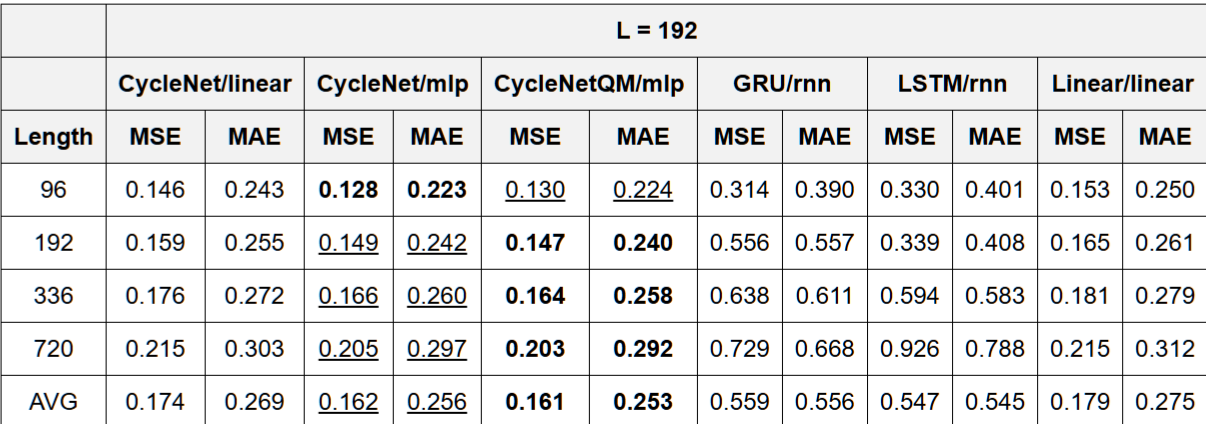 L = 192
CycleNet/linear CycleNet/mlp CycleNetQM/mlp GRU/rnn LSTM/rnn Linear/linear
Length MSE MAE MSE MAE MSE MAE MSE MAE MSE MAE MSE MAE
96 0.146 0.243 0.128 0.223 0.130 0.224 0.314 0.390 0.330 0.401 0.153 0.250
192 0.159 0.255 0.149 0.242 0.147 0.240 0.556 0.557 0.339 0.408 0.165 0.261
336 0.176 0.272 0.166 0.260 0.164 0.258 0.638 0.611 0.594 0.583 0.181 0.279
720 0.215 0.303 0.205 0.297 0.203 0.292 0.729 0.668 0.926 0.788 0.215 0.312
AVG 0.174 0.269 0.162 0.256 0.161 0.253 0.559 0.556 0.547 0.545 0.179 0.275